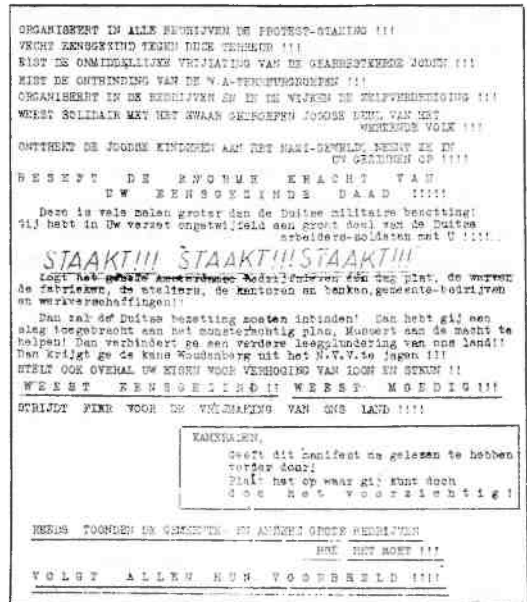 ORGANISEERT IN ALLE BEDRIJVEN DE PROTEST-STAKING !!!
VECHT EENSGEZIND TEGEN DEZE TERREUR !!!
EIST DE ONMIDDELLIJKE VRIJLATING VAN DE GEARRESTEERDE JODEN !!!
EIST DE ONTBINDING VAN DE W.A-TERREURGROEPEN !!!
ORGANISEERT IN DE BEDRIJVEN EN IN DE WIJKEN DE ZELFVERDEDIGING !!!
WEEST SOLIDAIR MET HET ZWAAR GETROFFEN JOODSE DEEL VAN HET
WERKENDE VOLK !!!
ONTTREKT DE JOODSE KINDEREN AAN HET NAZI-GEWELD, NEEMT ZE IN
UW GEZINNEN OP !!!
B E S E F T D E E N O R M E K R A C H T V A N
U W E E N S G E Z I N D E D A A D !!!!!
Deze is vele malen groter dan de Duitse militaire bezetting!
Gij hebt in Uw verzet ongetwijfeld een groot deel van de Duitse
arbeiders-soldaten met U !!!!
STAAKT!!! STAAKT!!! STAAKT!!!
Legt het gehele Amsterdamse bedrijfsleven één dag plat, de werven
de fabrieken, de ateliers, de kantoren en banken, gemeente-bedrijven
en werkverschaffingen!!
Dan zal de Duitse bezetting moeten inbinden! Dan hebt gij een
slag toegebracht aan het monsterachtig plan, Mussert aan de macht te
helpen! Dan verhindert ge een verdere leegplundering van ons land!!
Dan krijgt ge de kans Woudenberg uit het N.V.V. te jagen !!!
STELT OOK OVERAL UW EISEN VOOR VERHOGING VAN LOON EN STEUN !!
W E E S T E E N S G E Z I N D !! W E E S T M O E D I G !!!
STRIJDT FIER VOOR DE VRIJMAKING VAN ONS LAND !!!!
KAMERADEN,
Geeft dit manifest na gelezen te hebben
verder door!
Plakt het op waar gij kunt doch
d o e h e t v o o r z i c h t i g !
REEDS TOONDEN DE GEMEENTE- EN ANDERE GROTE BEDRIJVEN
HOE HET MOET !!!
V O L G T A L L E N H U N V O O R B E E L D !!!!